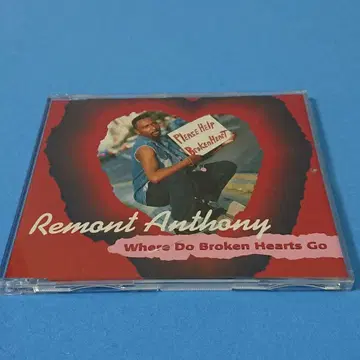 PLEASE HELP
BROKEN HEART
Remont Anthony
Where Do Broken Hearts Go